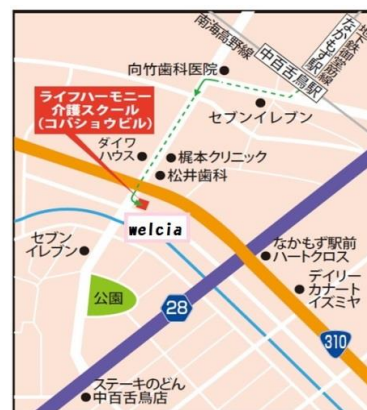 南海高野線
中百舌鳥駅
地下鉄御堂筋線
なかもず駅
向竹歯科医院
セブンイレブン
ライフハーモニー
介護スクール
(コバショウビル)
ダイワ
ハウス
梶本クリニック
松井歯科
welcia
セブン
イレブン
なかもず駅前
ハートクロス
デイリー
カナート
イズミヤ
公園
28
310
ステーキのどん
中百舌鳥店